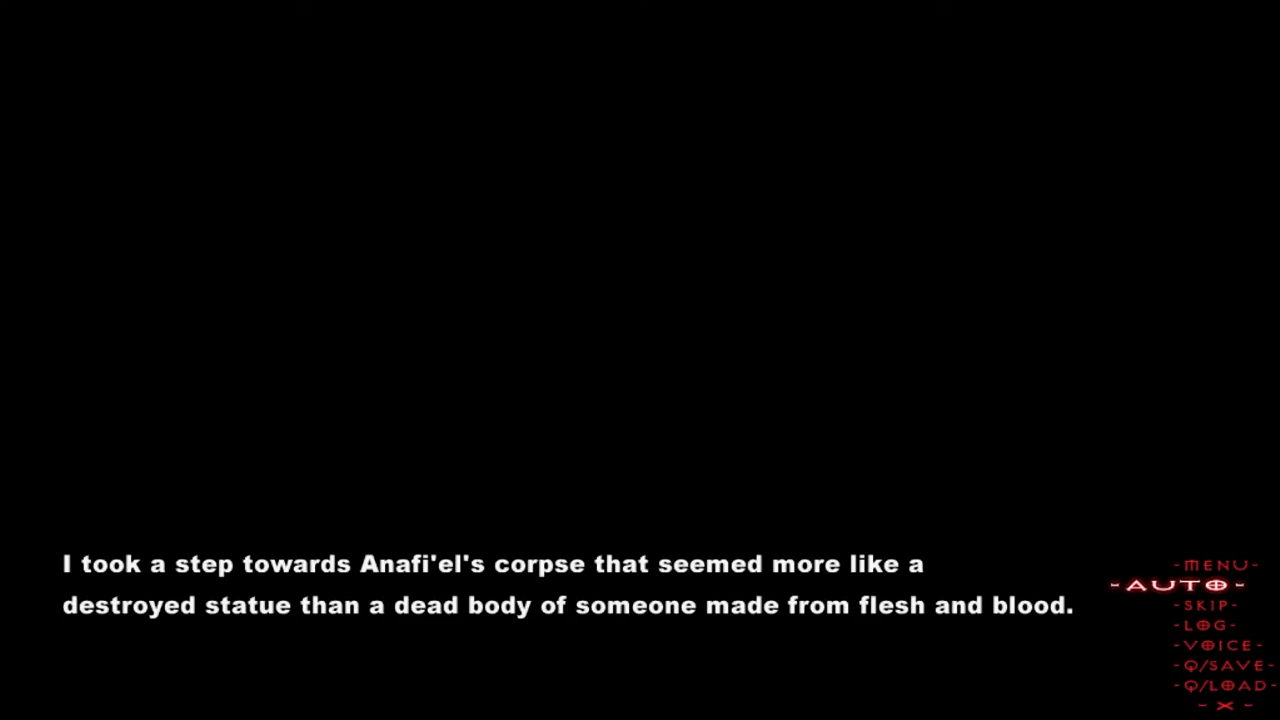 I took a step towards Anafi'el's corpse that seemed more like a
destroyed statue than a dead body of someone made from flesh and blood.
-MENU-
-AUTO-
-SKIP-
-LOG-
-VOICE-
-Q/SAVE-
-Q/LOAD-
-X-